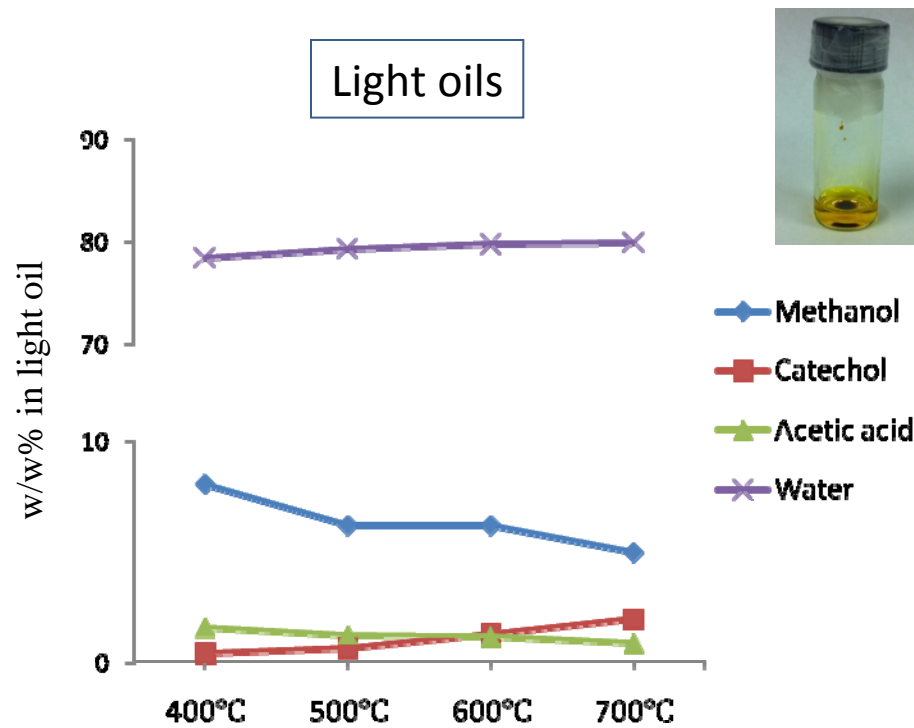 Light oils
90
80
70
10
0
w/w% in light oil
400°C 500°C 600°C 700°C
Methanol
Catechol
Acetic acid
Water